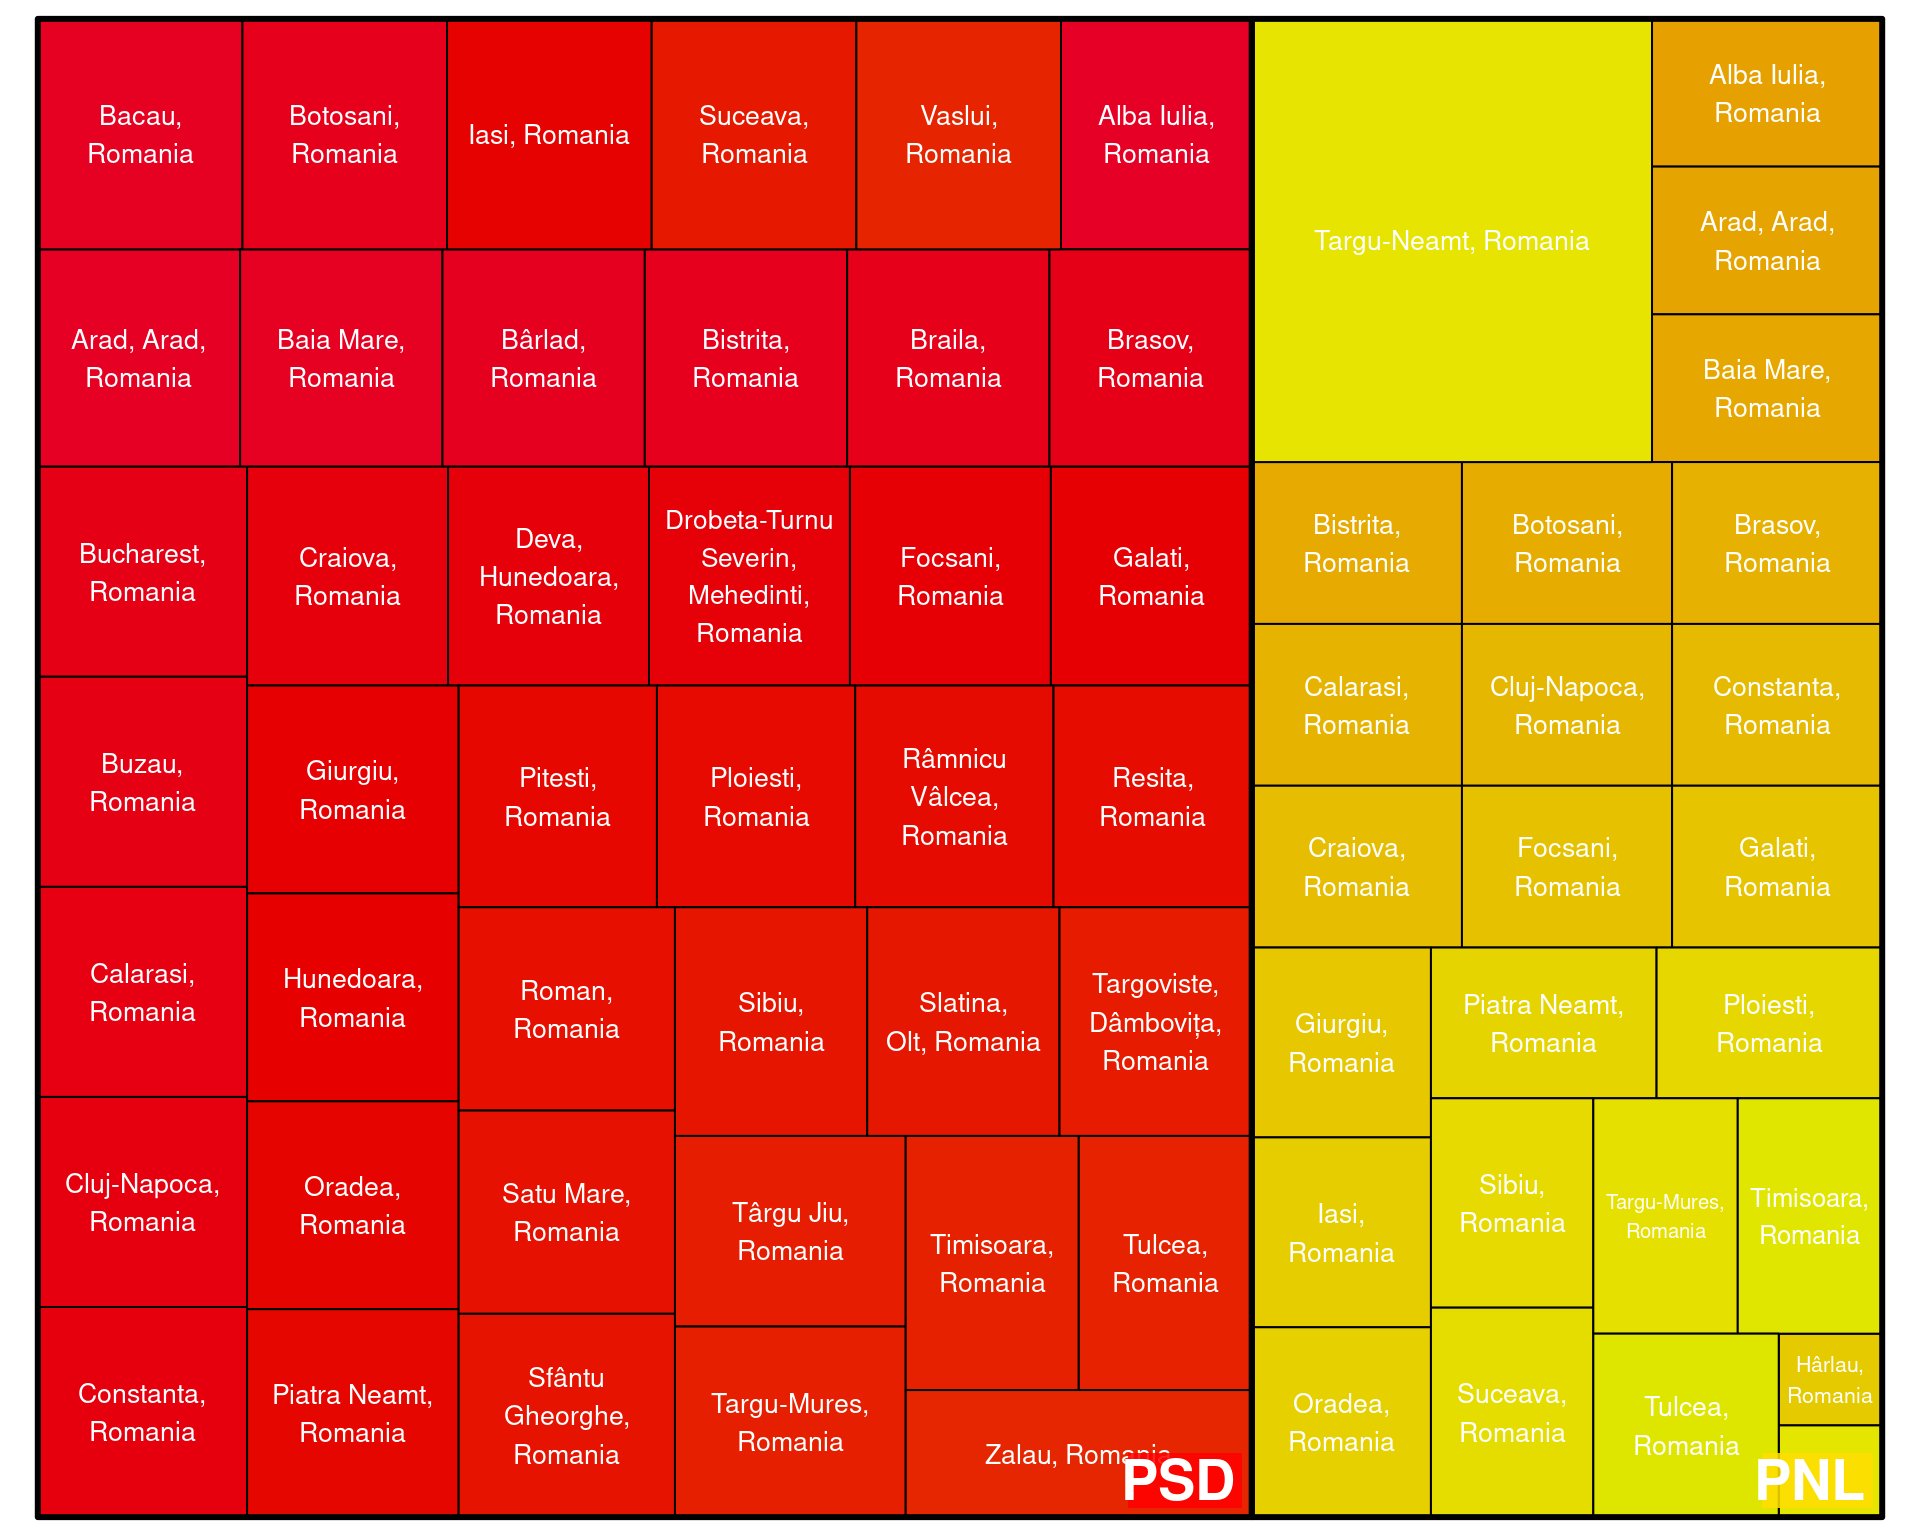 Bacau,
Romania
Botosani,
Romania
Iasi, Romania
Suceava,
Romania
Vaslui,
Romania
Alba Iulia,
Romania
Arad, Arad,
Romania
Baia Mare,
Romania
Bârlad,
Romania
Bistrita,
Romania
Braila,
Romania
Brasov,
Romania
Bucharest,
Romania
Buzau,
Romania
Calarasi,
Romania
Cluj-Napoca,
Romania
Constanta,
Romania
Craiova,
Romania
Deva,
Hunedoara,
Romania
Drobeta-Turnu
Severin,
Mehedinti,
Romania
Focsani,
Romania
Galati,
Romania
Giurgiu,
Romania
Hunedoara,
Romania
Oradea,
Romania
Piatra Neamt,
Romania
Pitesti,
Romania
Ploiesti,
Romania
Râmnicu
Vâlcea,
Romania
Resita,
Romania
Roman,
Romania
Satu Mare,
Romania
Sfântu
Gheorghe,
Romania
Sibiu,
Romania
Slatina,
Olt, Romania
Targoviste,
Dâmbovița,
Romania
Târgu Jiu,
Romania
Targu-Mures,
Romania
Timisoara,
Romania
Tulcea,
Romania
Zalau, Romania
PSD
Targu-Neamt, Romania
Alba Iulia,
Romania
Arad, Arad,
Romania
Baia Mare,
Romania
Bistrita,
Romania
Botosani,
Romania
Brasov,
Romania
Calarasi,
Romania
Cluj-Napoca,
Romania
Constanta,
Romania
Craiova,
Romania
Focsani,
Romania
Galati,
Romania
Giurgiu,
Romania
Iasi,
Romania
Oradea,
Romania
Piatra Neamt,
Romania
Ploiesti,
Romania
Sibiu,
Romania
Suceava,
Romania
Targu-Mures,
Romania
Timisoara,
Romania
Tulcea,
Romania
Hârlau,
Romania
PNL